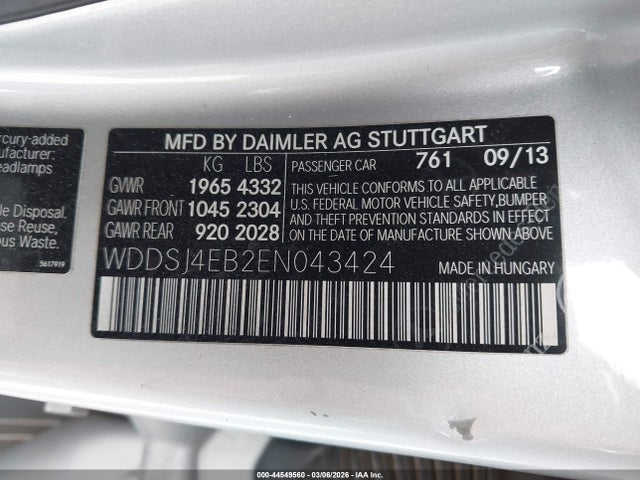 rcury-added
anufacturer:
eadlamps
e Disposal.
se Reuse,
ous Waste.
5617919
MFD BY DAIMLER AG STUTTGART
KG LBS PASSENGER CAR 761 09/13
GVWR 1965 4332
GAWR FRONT 1045 2304
GAWR REAR 920 2028
THIS VEHICLE CONFORMS TO ALL APPLICABLE
U.S. FEDERAL MOTOR VEHICLE SAFETY,BUMPER
AND THEFT PREVENTION STANDARDS IN EFFECT
ON THE DATE OF MANUFACTURE SHOWN ABOVE
WDDSJ4EB2EN043424 MADE IN HUNGARY
000-44549560 - 03/06/2026 - IAA Inc.